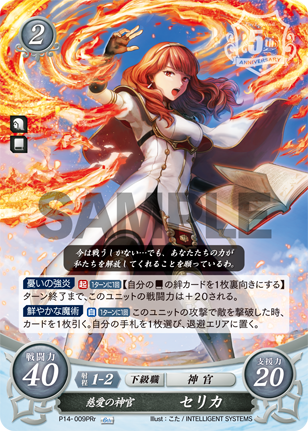 2
5th
ANNIVERSARY
SAMPLE
今は戦うしかない…でも、あなたたちの力が
私たちを解放してくれることを願っているわ。
憂いの強炎 起 1ターンに1回 【自分の■の絆カードを1枚裏向きにする】
ターン終了まで、このユニットの戦闘力は+20される。
鮮やかな魔術 自 1ターンに1回 このユニットの攻撃で敵を撃破した時、
カードを1枚引く。自分の手札を1枚選び、退避エリアに置く。
戦闘力 40
射程 1-2 下級職 神官
支援力 20
慈愛の神官 セリカ
P14-009PRr Illust：こた / INTELLIGENT SYSTEMS